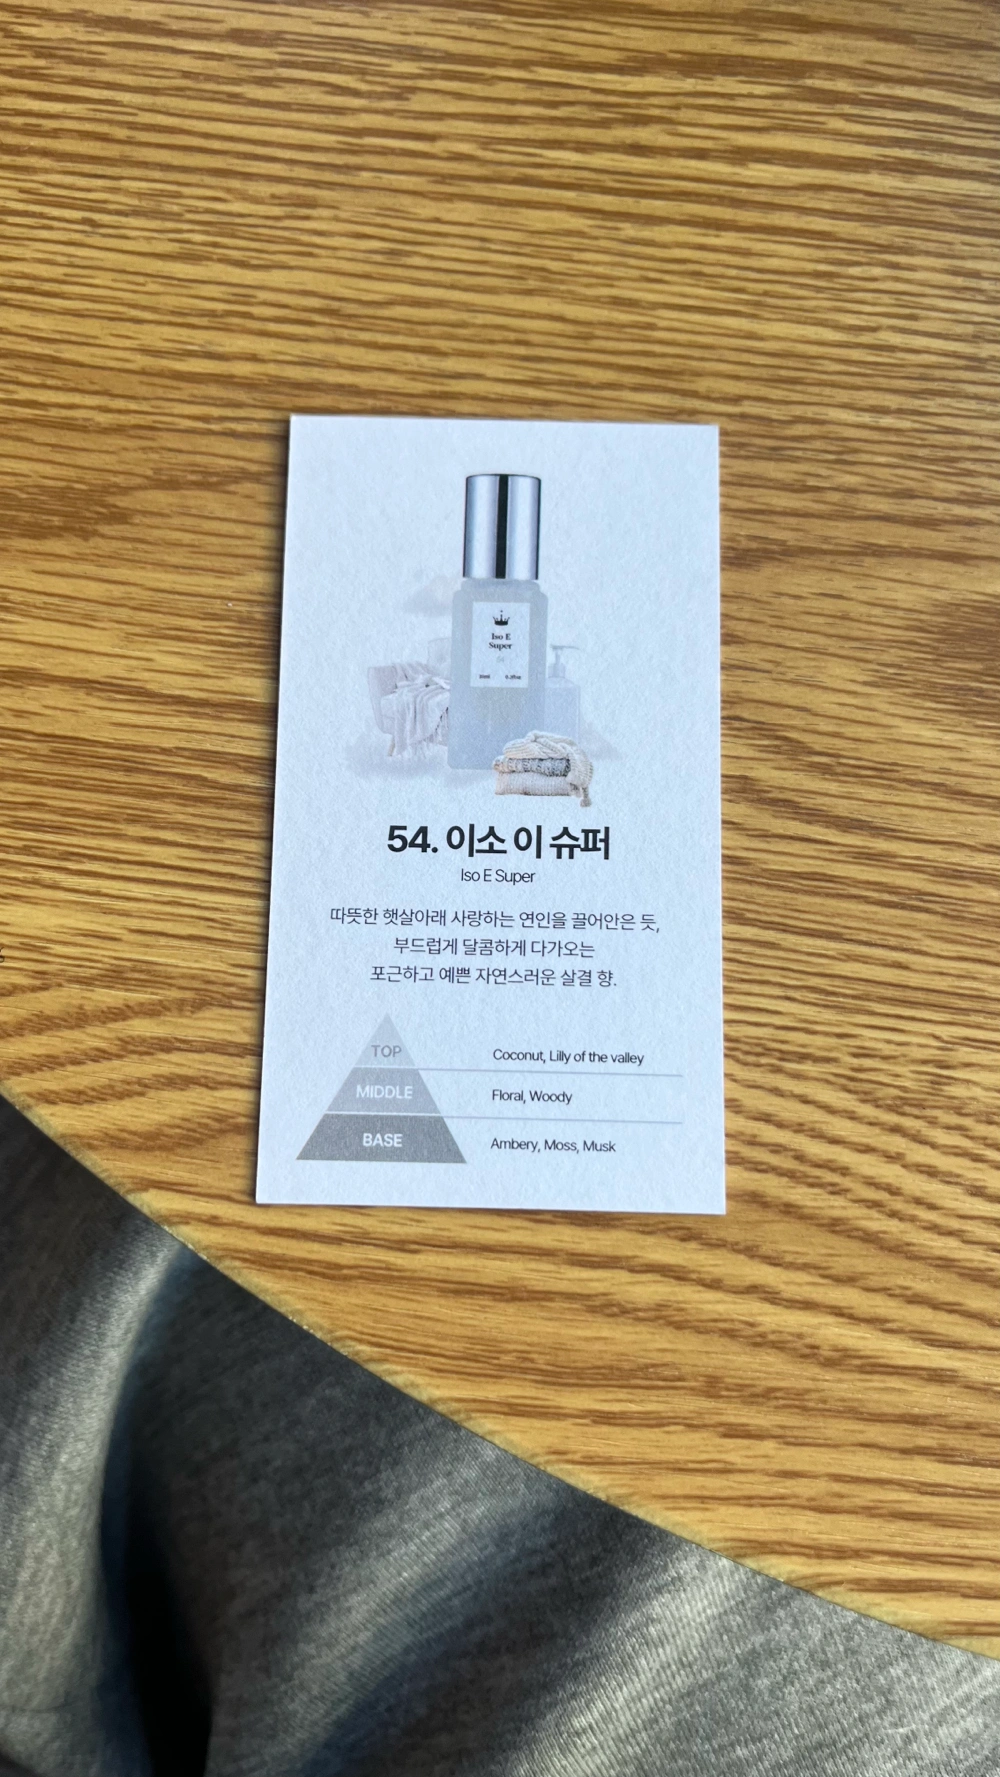 Iso E
Super
54. 이소 이 슈퍼
Iso E Super
따뜻한 햇살아래 사랑하는 연인을 끌어안은 듯,
부드럽게 달콤하게 다가오는
포근하고 예쁜 자연스러운 살결 향.
TOP Coconut, Lilly of the valley
MIDDLE Floral, Woody
BASE Ambery, Moss, Musk